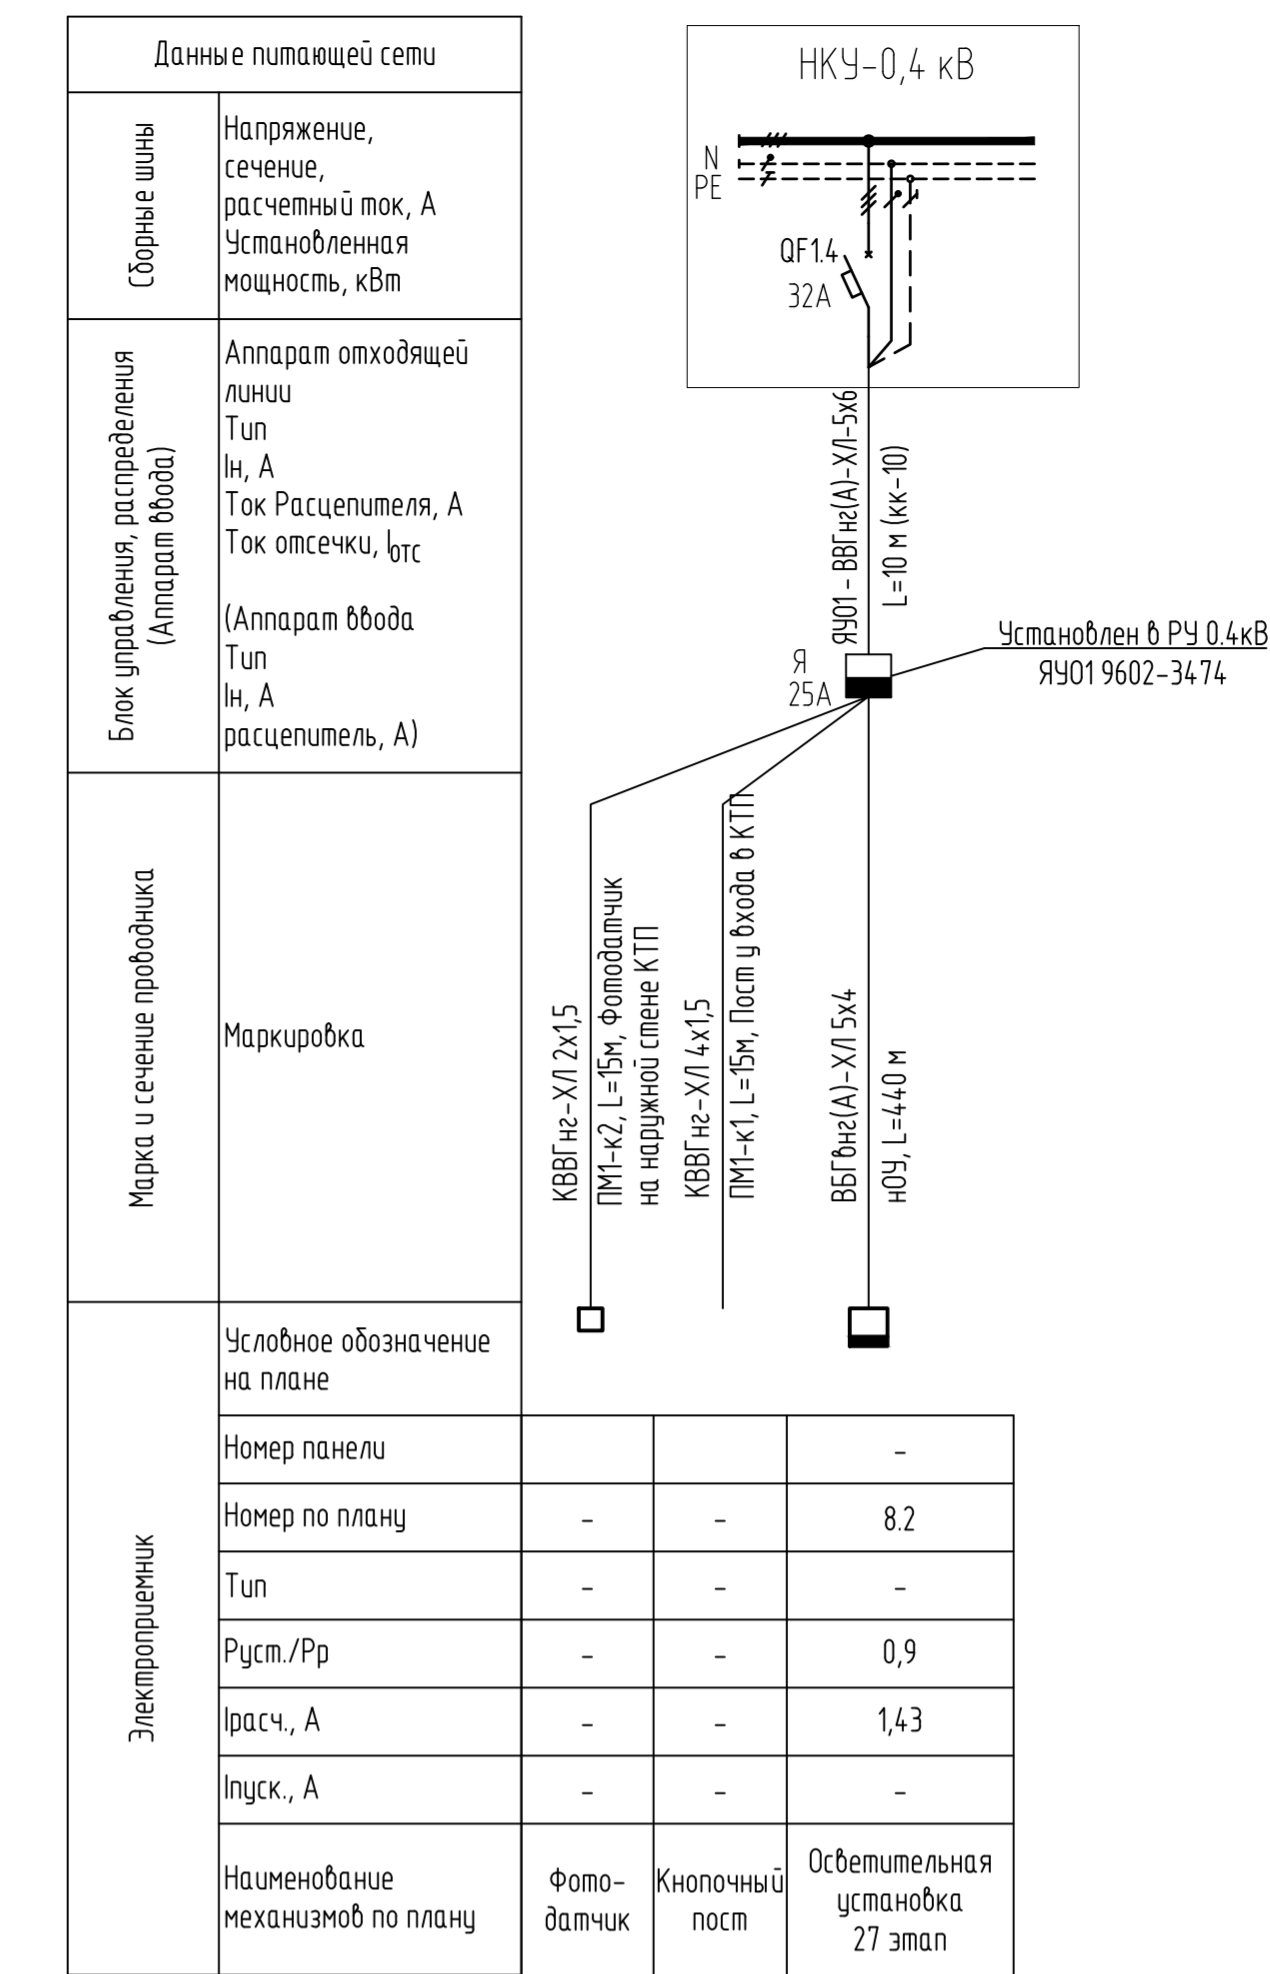 Данные питающей сети
Сборные шины
Напряжение,
сечение,
расчетный ток, А
Установленная
мощность, кВт
Блок управления, распределения
(Аппарат ввода)
Аппарат отходящей
линии
Тип
Iн, А
Ток Расцепителя, А
Ток отсечки, Iотс
(Аппарат ввода
Тип
Iн, А
расцепитель, А)
Марка и сечение проводника
Маркировка
НКУ-0,4 кВ
N
PE
QF1.4
32А
ЯУ01 - ВВГнг(А)-ХЛ-5х6
L=10 м (кк-10)
Я
25А
Установлен в РУ 0.4кВ
ЯУ01 9602-3474
КВВГнг-ХЛ 2х1,5
ПМ1-к2, L=15м, Фотодатчик
на наружной стене КТП
КВВГнг-ХЛ 4х1,5
ПМ1-к1, L=15м, Пост у входа в КТП
ВБГвнг(А)-ХЛ 5х4
нОУ, L=440 м
Электроприемник
Условное обозначение
на плане
Номер панели –
Номер по плану – – 8.2
Тип – – –
Руст./Рр – – 0,9
Iрасч., А – – 1,43
Iпуск., А – – –
Наименование
механизмов по плану
Фото-
датчик
Кнопочный
пост
Осветительная
установка
27 этап